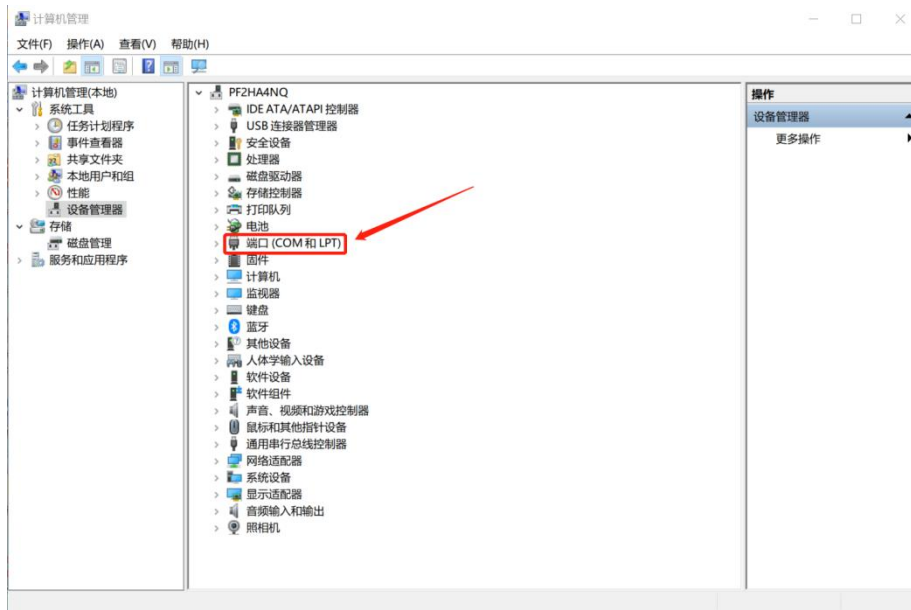 计算机管理
文件(F) 操作(A) 查看(V) 帮助(H)
计算机管理(本地)
系统工具
任务计划程序
事件查看器
共享文件夹
本地用户和组
性能
设备管理器
存储
磁盘管理
服务和应用程序
PF2HA4NQ
IDE ATA/ATAPI 控制器
USB 连接器管理器
安全设备
处理器
磁盘驱动器
存储控制器
打印队列
电池
端口 (COM 和 LPT)
固件
计算机
监视器
键盘
蓝牙
其他设备
人体学输入设备
软件设备
软件组件
声音、视频和游戏控制器
鼠标和其他指针设备
通用串行总线控制器
网络适配器
系统设备
显示适配器
音频输入和输出
照相机
操作
设备管理器
更多操作